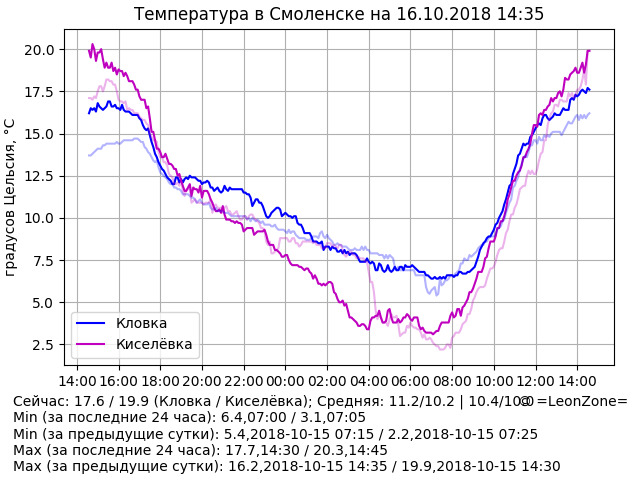 Температура в Смоленске на 16.10.2018 14:35
градусов Цельсия, °C
20.0
17.5
15.0
12.5
10.0
7.5
5.0
2.5
Кловка
Киселёвка
14:00 16:00 18:00 20:00 22:00 00:00 02:00 04:00 06:00 08:00 10:00 12:00 14:00
Сейчас: 17.6 / 19.9 (Кловка / Киселёвка); Средняя: 11.2/10.2 | 10.4/10.0 © =LeonZone=
Min (за последние 24 часа): 6.4,07:00 / 3.1,07:05
Min (за предыдущие сутки): 5.4,2018-10-15 07:15 / 2.2,2018-10-15 07:25
Max (за последние 24 часа): 17.7,14:30 / 20.3,14:45
Max (за предыдущие сутки): 16.2,2018-10-15 14:35 / 19.9,2018-10-15 14:30